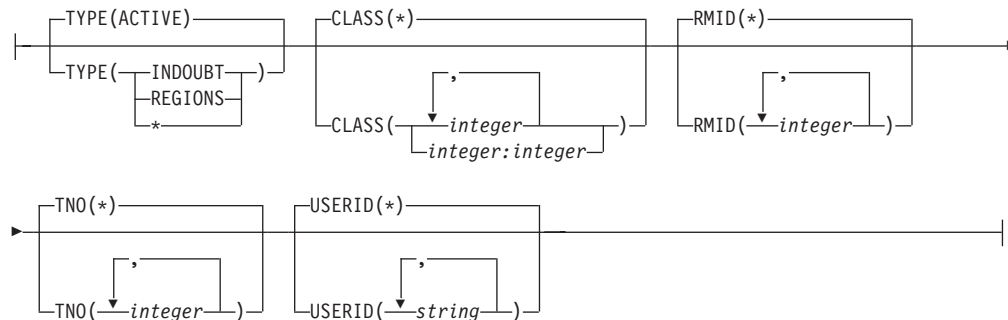 TYPE(ACTIVE) CLASS(*) RMID(*)
TYPE( INDOUBT ) , ,
REGIONS
* CLASS( integer ) RMID( integer )
integer:integer
TNO(*) USERID(*)
, ,
TNO( integer ) USERID( string )